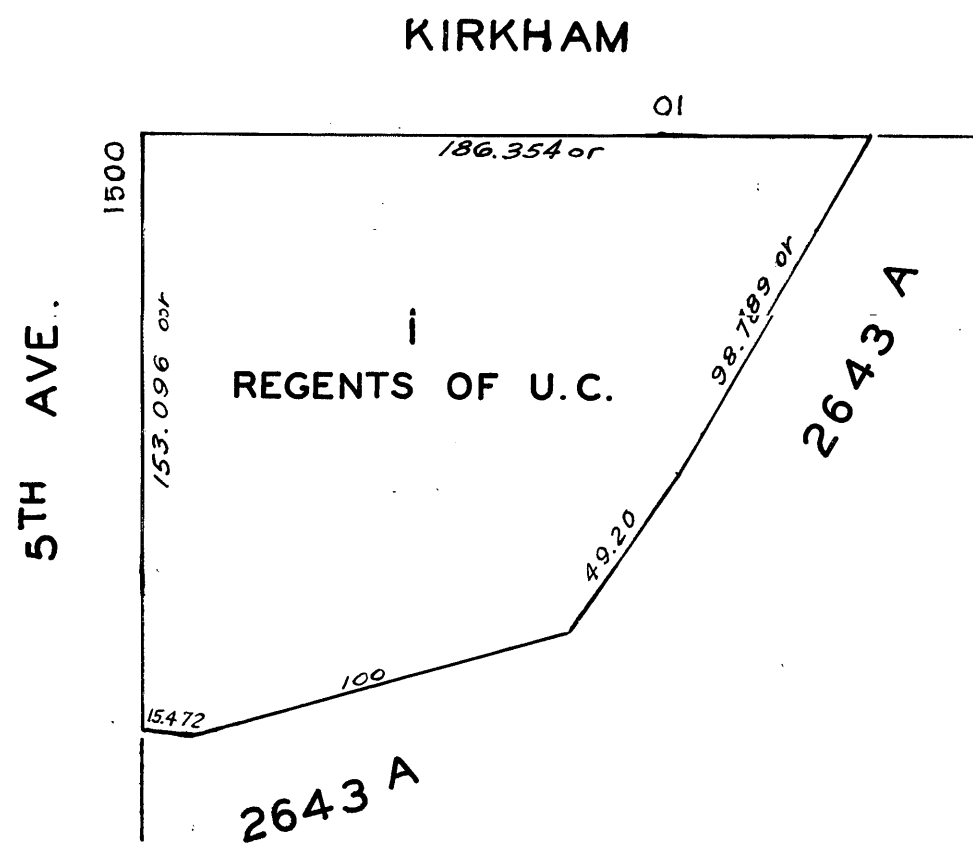 KIRKHAM
01
186.354 or
1500
5TH AVE.
153.096 or
1
REGENTS OF U.C.
98.789 or
2643 A
49.20
100
15.472
2643 A